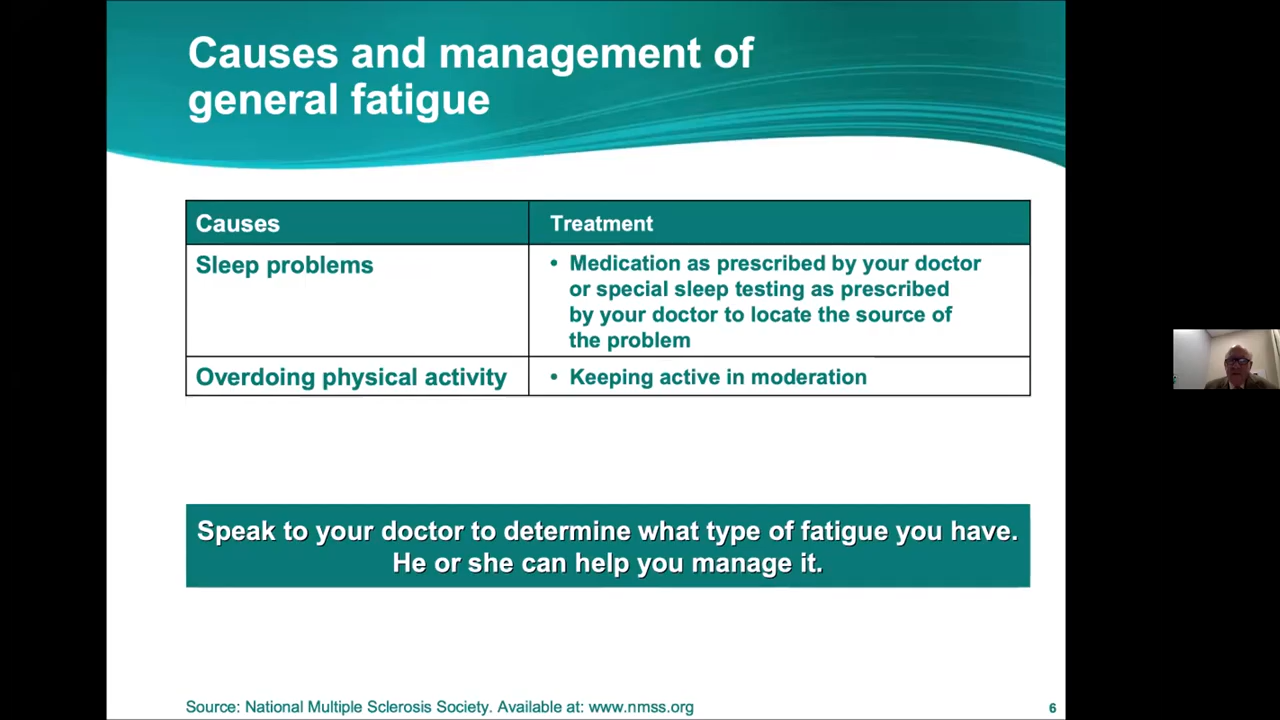 Causes and management of
general fatigue
Causes
Treatment
Sleep problems
• Medication as prescribed by your doctor
or special sleep testing as prescribed
by your doctor to locate the source of
the problem
Overdoing physical activity
• Keeping active in moderation
Speak to your doctor to determine what type of fatigue you have.
He or she can help you manage it.
Source: National Multiple Sclerosis Society. Available at: www.nmss.org
6